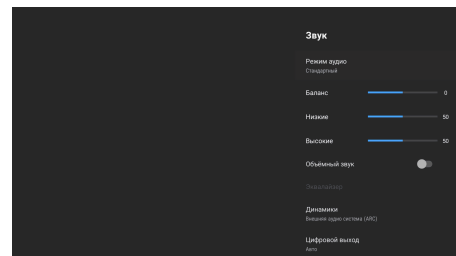 Звук
Режим аудио
Стандартный
Баланс 0
Низкие 50
Высокие 50
Объёмный звук
Эквалайзер
Динамики
Внешняя аудио система (ARC)
Цифровой выход
Авто